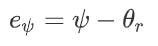 e_ψ = ψ − θ_r